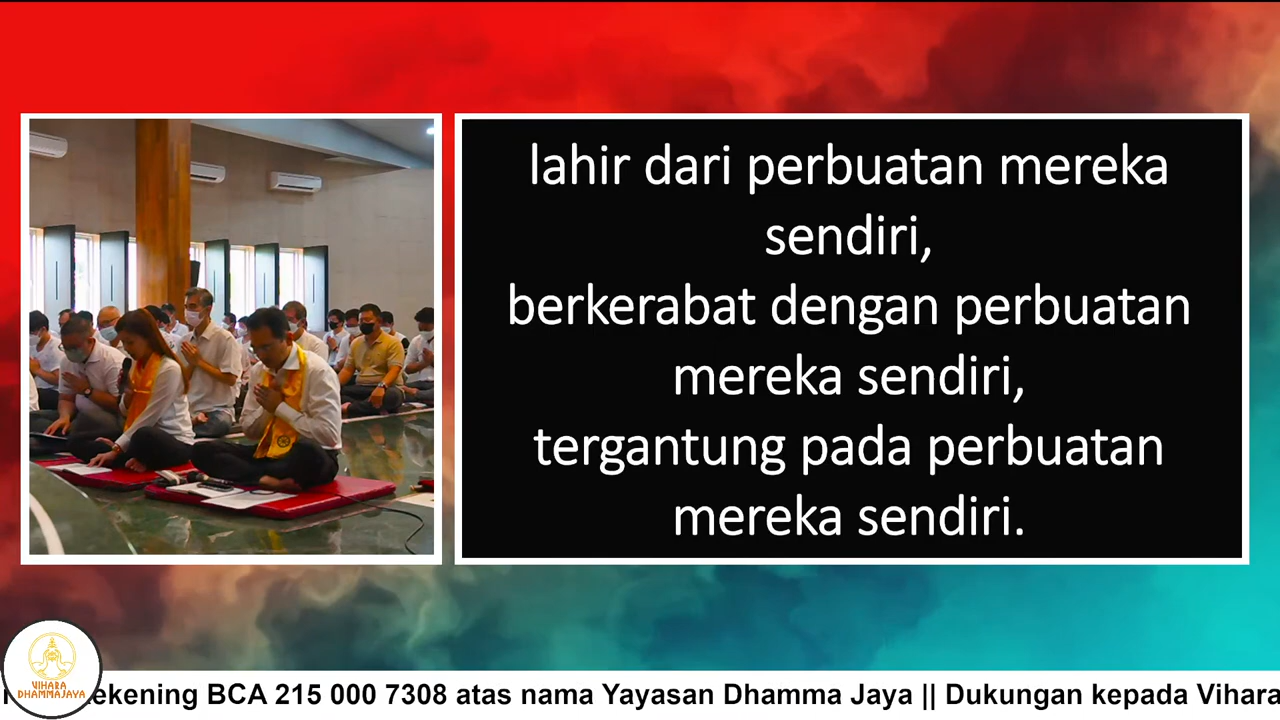 lahir dari perbuatan mereka
sendiri,
berkerabat dengan perbuatan
mereka sendiri,
tergantung pada perbuatan
mereka sendiri.
VIHARA
DHAMMAJAYA
ekening BCA 215 000 7308 atas nama Yayasan Dhamma Jaya || Dukungan kepada Vihara